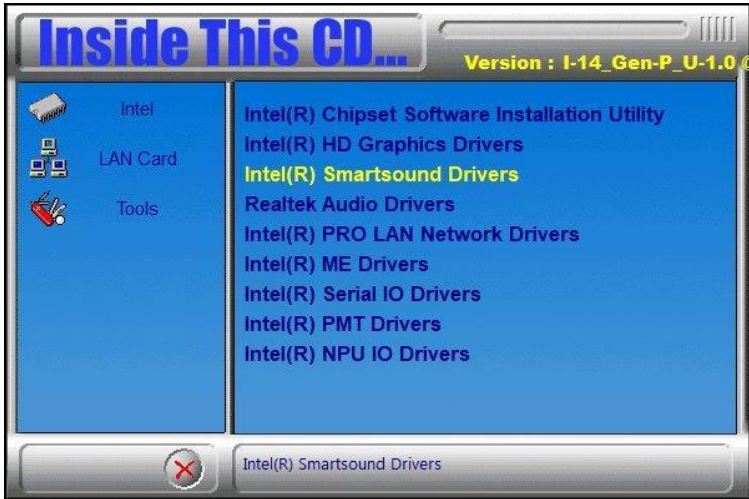 Inside This CD...
Version : I-14_Gen-P_U-1.0
Intel
LAN Card
Tools
Intel(R) Chipset Software Installation Utility
Intel(R) HD Graphics Drivers
Intel(R) Smartsound Drivers
Realtek Audio Drivers
Intel(R) PRO LAN Network Drivers
Intel(R) ME Drivers
Intel(R) Serial IO Drivers
Intel(R) PMT Drivers
Intel(R) NPU IO Drivers
Intel(R) Smartsound Drivers